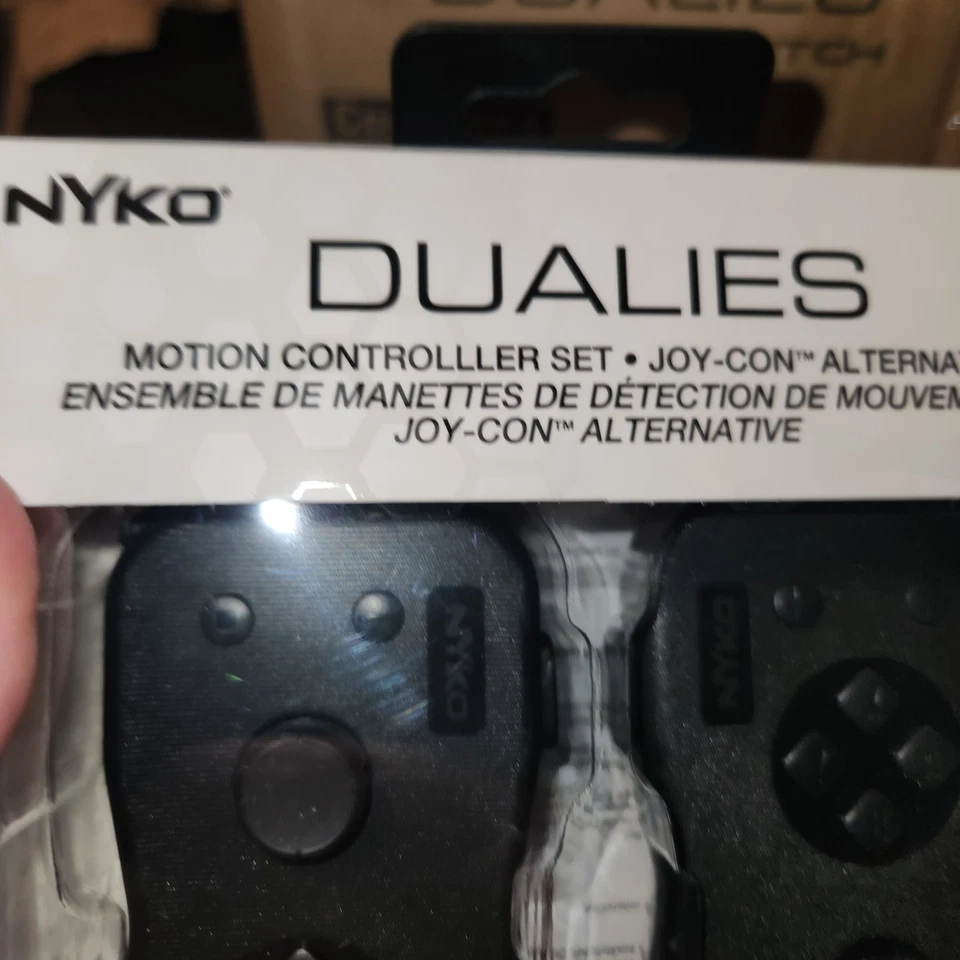 NYKO
DUALIES
MOTION CONTROLLLER SET • JOY-CON™ ALTERNA
ENSEMBLE DE MANETTES DE DÉTECTION DE MOUVEM
JOY-CON™ ALTERNATIVE
NYKO
NYKO